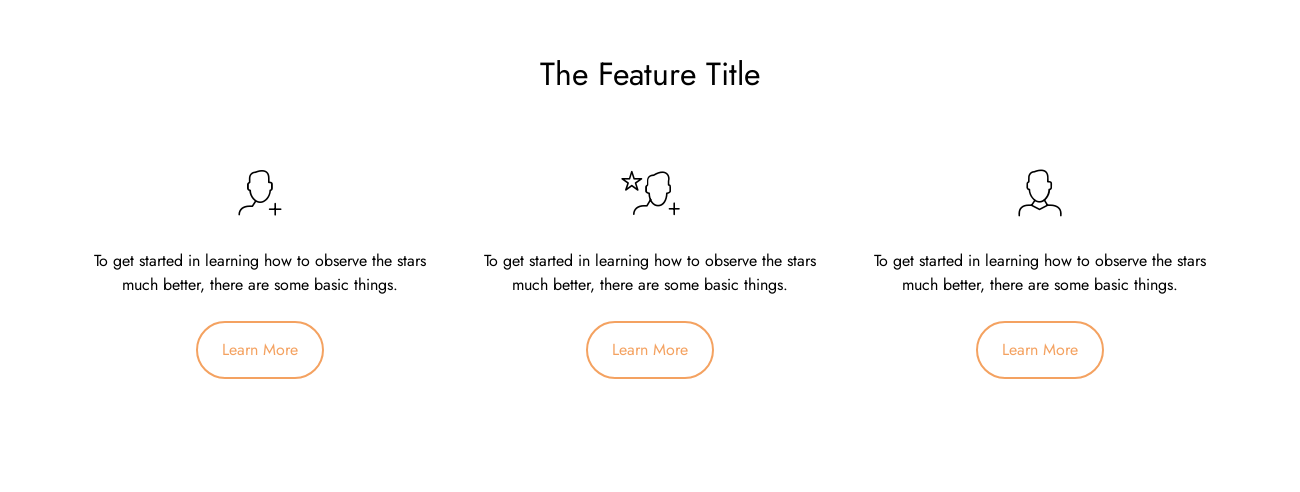 The Feature Title
To get started in learning how to observe the stars
much better, there are some basic things.
Learn More
To get started in learning how to observe the stars
much better, there are some basic things.
Learn More
To get started in learning how to observe the stars
much better, there are some basic things.
Learn More